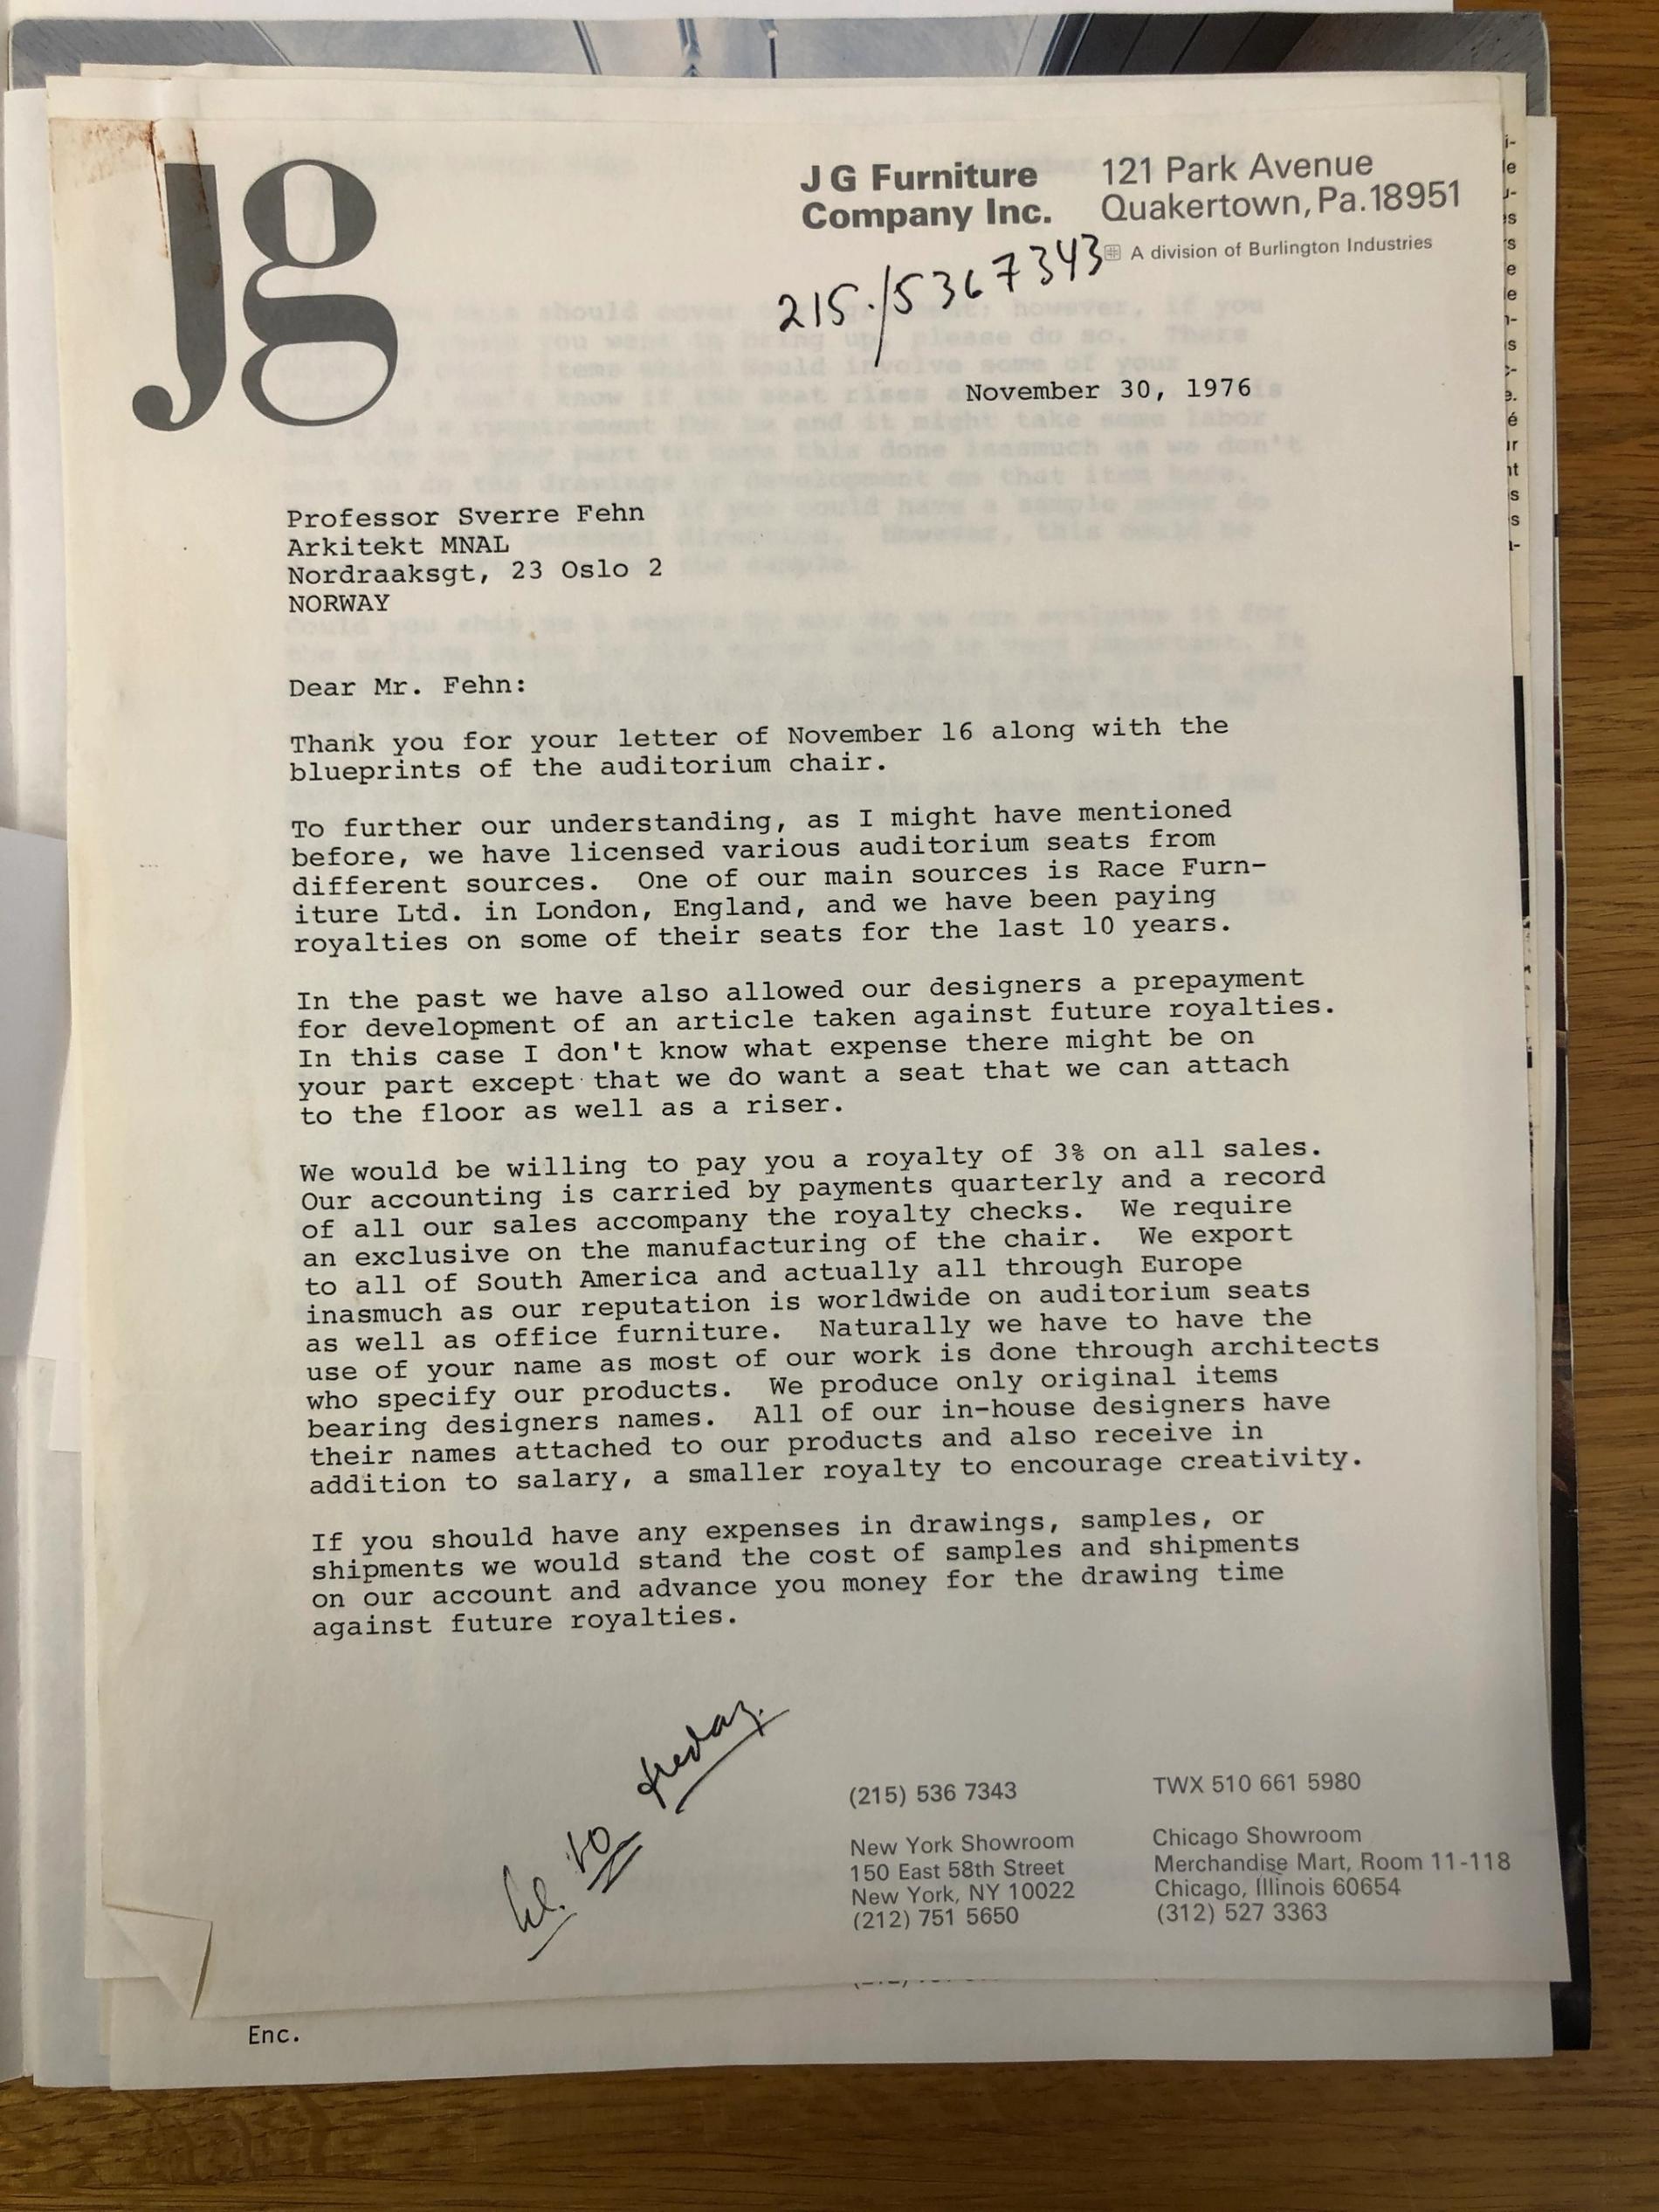 Jg
J G Furniture
Company Inc.
121 Park Avenue
Quakertown, Pa. 18951
A division of Burlington Industries
215./5367343
November 30, 1976
Professor Sverre Fehn
Arkitekt MNAL
Nordraaksgt, 23 Oslo 2
NORWAY
Dear Mr. Fehn:
Thank you for your letter of November 16 along with the
blueprints of the auditorium chair.
To further our understanding, as I might have mentioned
before, we have licensed various auditorium seats from
different sources. One of our main sources is Race Furn-
iture Ltd. in London, England, and we have been paying
royalties on some of their seats for the last 10 years.
In the past we have also allowed our designers a prepayment
for development of an article taken against future royalties.
In this case I don't know what expense there might be on
your part except that we do want a seat that we can attach
to the floor as well as a riser.
We would be willing to pay you a royalty of 3% on all sales.
Our accounting is carried by payments quarterly and a record
of all our sales accompany the royalty checks. We require
an exclusive on the manufacturing of the chair. We export
to all of South America and actually all through Europe
inasmuch as our reputation is worldwide on auditorium seats
as well as office furniture. Naturally we have to have the
use of your name as most of our work is done through architects
who specify our products. We produce only original items
bearing designers names. All of our in-house designers have
their names attached to our products and also receive in
addition to salary, a smaller royalty to encourage creativity.
If you should have any expenses in drawings, samples, or
shipments we would stand the cost of samples and shipments
on our account and advance you money for the drawing time
against future royalties.
kl. 10
(215) 536 7343
New York Showroom
150 East 58th Street
New York, NY 10022
(212) 751 5650
TWX 510 661 5980
Chicago Showroom
Merchandise Mart, Room 11-118
Chicago, Illinois 60654
(312) 527 3363
Enc.